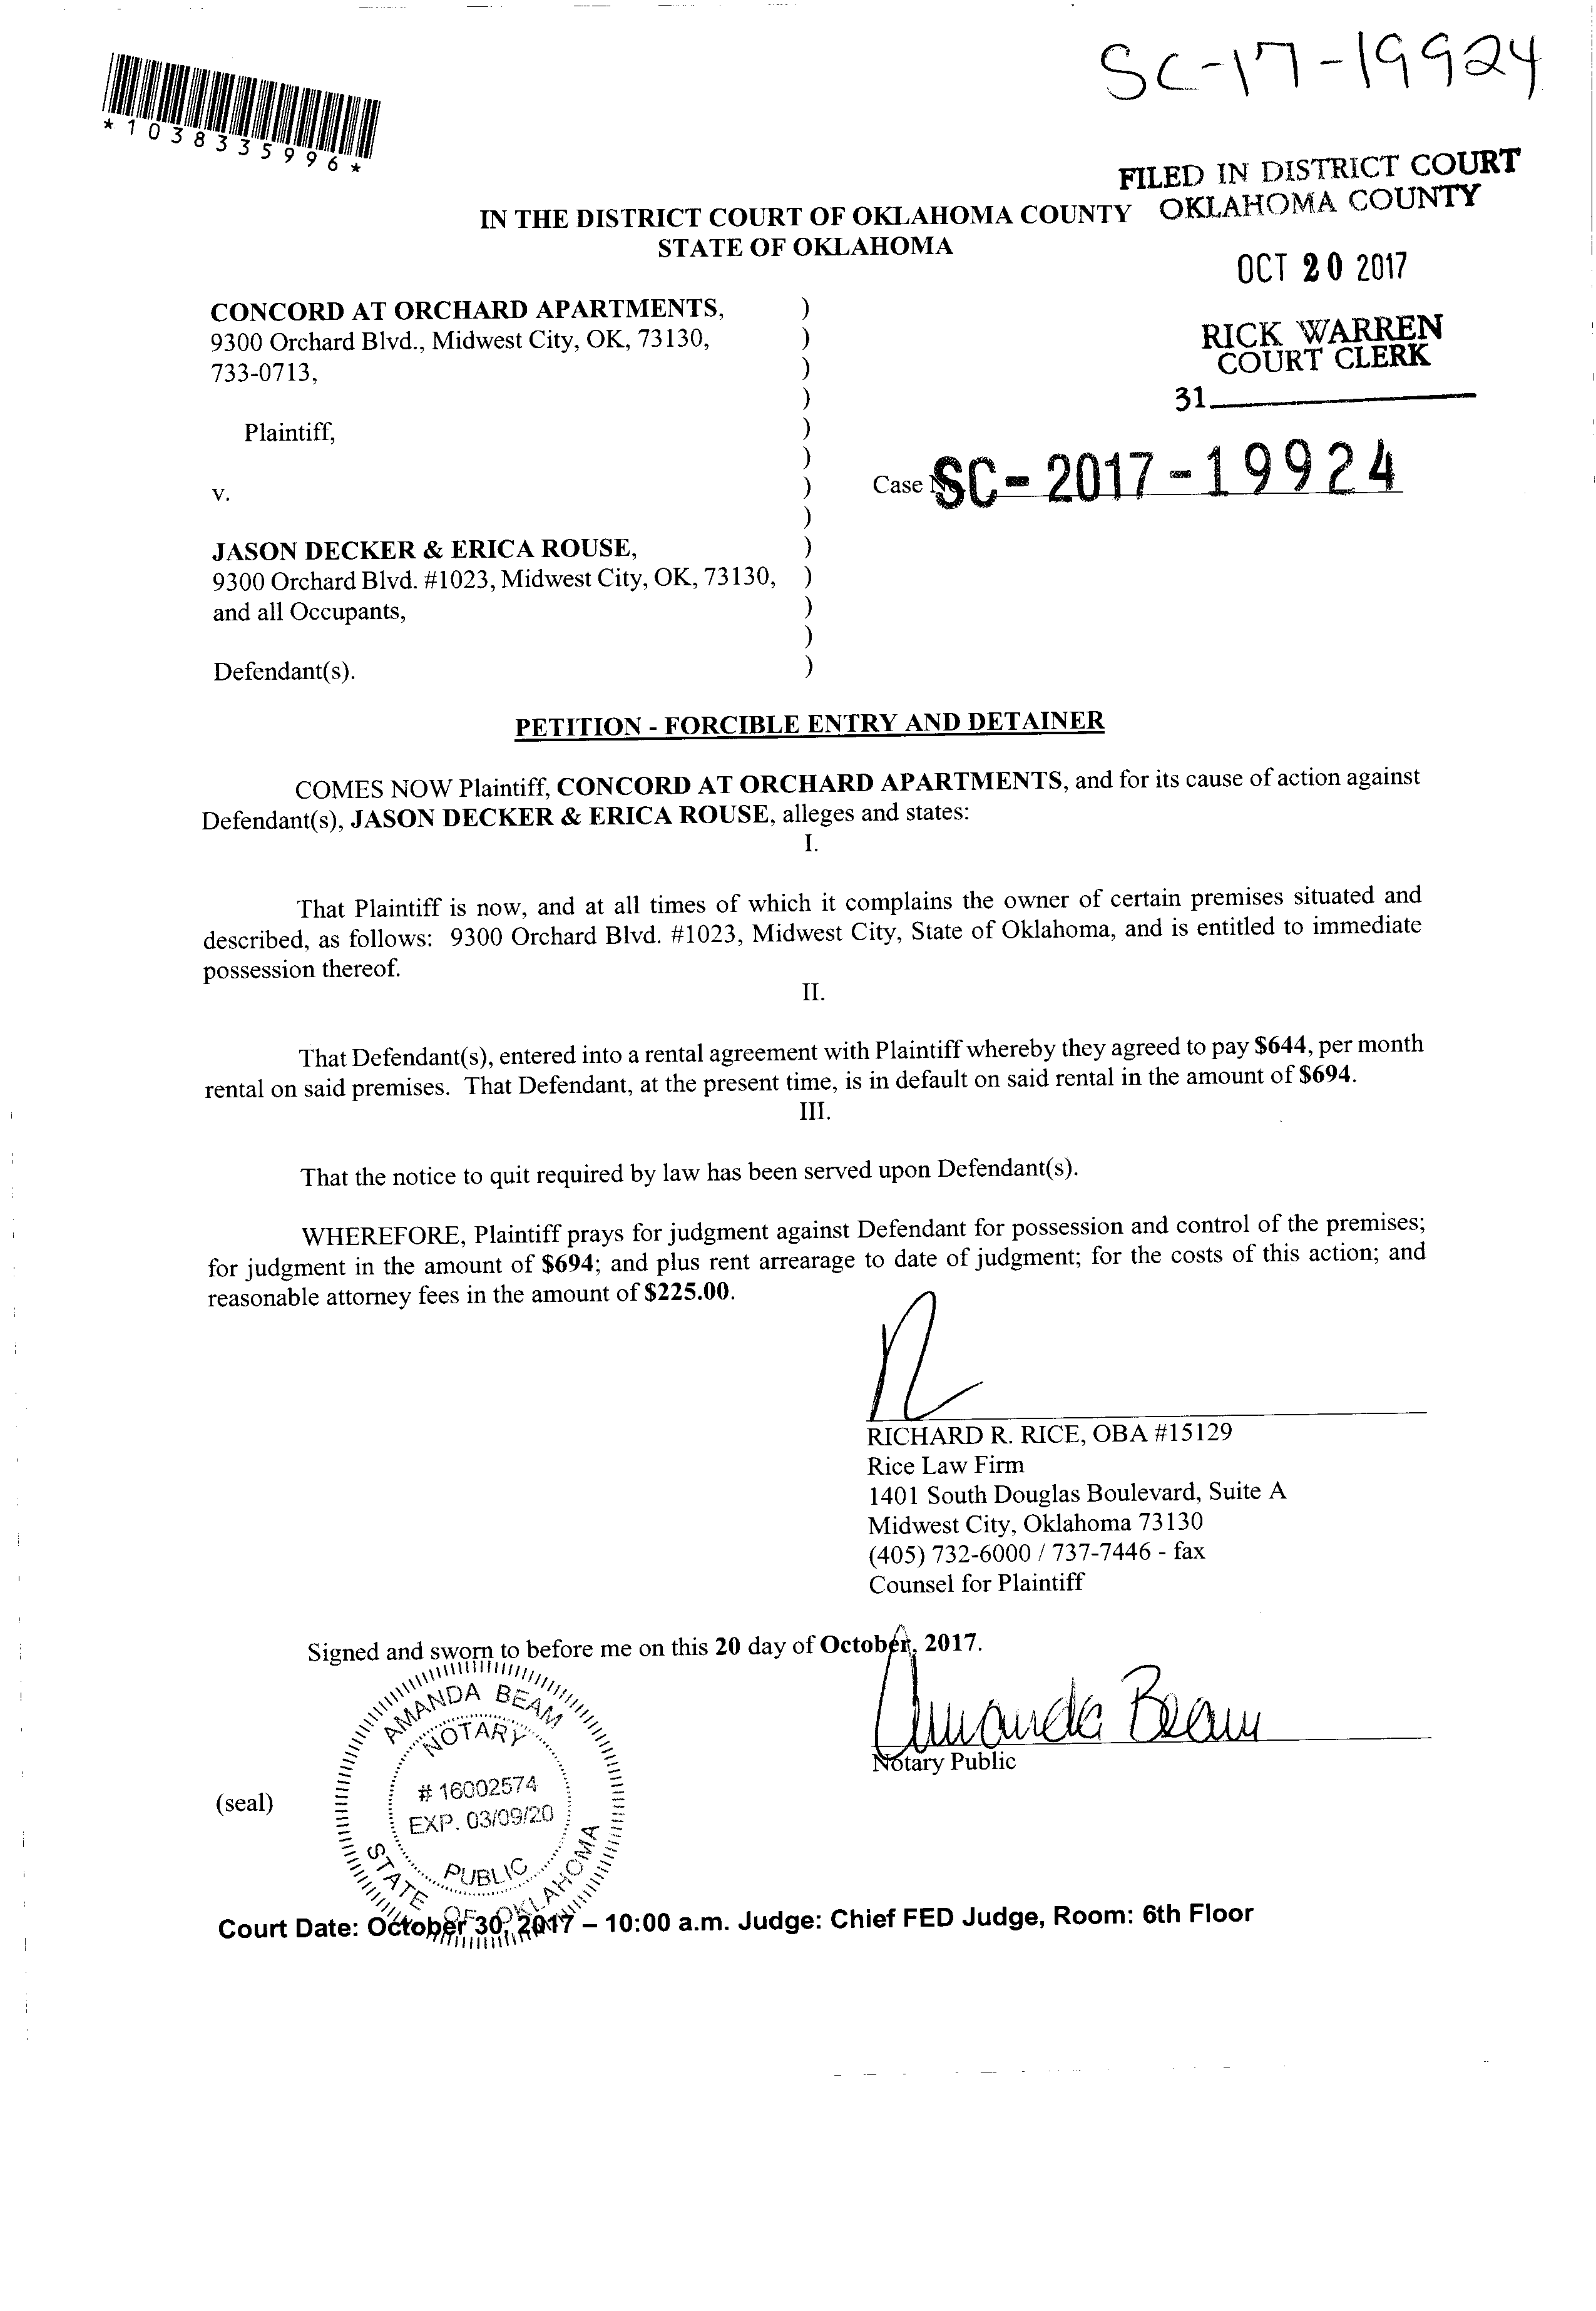 SC-17-19924
*1038335996*
FILED IN DISTRICT COURT
OKLAHOMA COUNTY
IN THE DISTRICT COURT OF OKLAHOMA COUNTY
STATE OF OKLAHOMA
OCT 20 2017
RICK WARREN
COURT CLERK
31
CONCORD AT ORCHARD APARTMENTS, )
9300 Orchard Blvd., Midwest City, OK, 73130, )
733-0713, )
)
Plaintiff, )
)
v. )
Case No SC-2017-19924
)
JASON DECKER & ERICA ROUSE, )
9300 Orchard Blvd. #1023, Midwest City, OK, 73130, )
and all Occupants, )
)
Defendant(s). )
PETITION - FORCIBLE ENTRY AND DETAINER
COMES NOW Plaintiff, CONCORD AT ORCHARD APARTMENTS, and for its cause of action against
Defendant(s), JASON DECKER & ERICA ROUSE, alleges and states:
I.
That Plaintiff is now, and at all times of which it complains the owner of certain premises situated and
described, as follows: 9300 Orchard Blvd. #1023, Midwest City, State of Oklahoma, and is entitled to immediate
possession thereof.
II.
That Defendant(s), entered into a rental agreement with Plaintiff whereby they agreed to pay $644, per month
rental on said premises. That Defendant, at the present time, is in default on said rental in the amount of $694.
III.
That the notice to quit required by law has been served upon Defendant(s).
WHEREFORE, Plaintiff prays for judgment against Defendant for possession and control of the premises;
for judgment in the amount of $694; and plus rent arrearage to date of judgment; for the costs of this action; and
reasonable attorney fees in the amount of $225.00.
RICHARD R. RICE, OBA #15129
Rice Law Firm
1401 South Douglas Boulevard, Suite A
Midwest City, Oklahoma 73130
(405) 732-6000 / 737-7446 - fax
Counsel for Plaintiff
Signed and sworn to before me on this 20 day of October, 2017.
Amanda Beam
Notary Public
(seal)
AMANDA BEAM
NOTARY
# 16002574
EXP. 03/09/20
PUBLIC
STATE OF OKLAHOMA
Court Date: October 30, 2017 – 10:00 a.m. Judge: Chief FED Judge, Room: 6th Floor